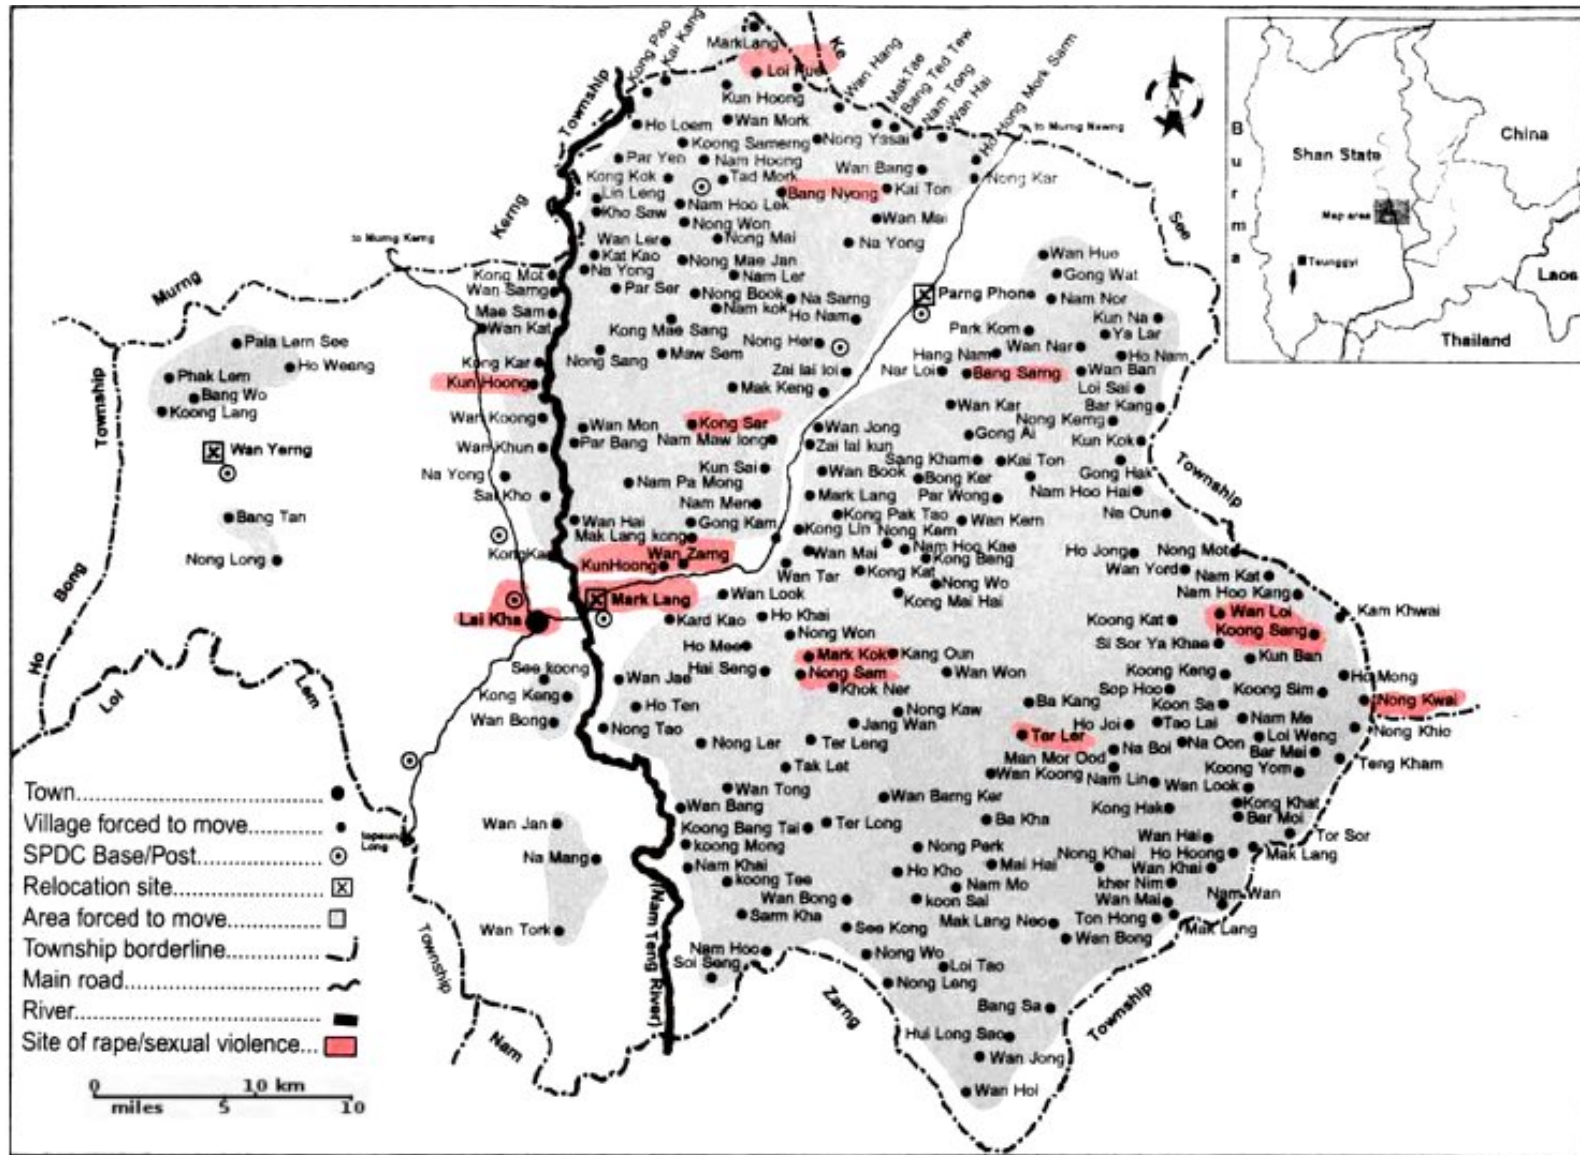 MarkLang
Loi Hue
Kong Pao
Kai Kang
Ke
Wan Hang
MakTae
Bang Ted Tew
Nam Tong
Wan Hai
Ho Hong Mork Sarm
to Murng Nawng
Township
Kun Hoong
Wan Mork
Ho Loem
Koong Samerng
Nong Yasai
Par Yen
Nam Hoong
Wan Bang
Kong Kok
Tad Mork
Nong Kar
Lin Leng
Bang Nyong
Kai Ton
Nam Hoo Lek
Kho Saw
Nong Won
Wan Mai
Kerng
Wan Ler
Nong Mai
Na Yong
See
to Murng Kerng
Kat Kao
Nong Mae Jan
Wan Hue
Kong Mot
Na Yong
Nam Ler
Gong Wat
Murng
Wan Sarng
Par Ser
Nong Book
Na Sarng
Parng Phone
Nam Nor
Mae Sam
Nam kok
Ho Nam
Kun Na
Wan Kat
Kong Mae Sang
Park Kom
Ya Lar
Pala Lern See
Nong Her
Wan Nar
Kong Kar
Nong Sang
Maw Sem
Hang Nam
Ho Nam
Ho Weang
Zai lai loi
Nar Loi
Bang Sarng
Wan Ban
Phak Lem
Kun Hoong
Mak Keng
Loi Sai
Bang Wo
Wan Kar
Bar Kang
Koong Lang
Wan Koong
Wan Mon
Kong Sar
Wan Jong
Nong Kerng
Township
Par Bang
Nam Maw long
Zai lal kun
Gong Ai
Kun Kok
Wan Yerng
Wan Khun
Kun Sai
Wan Book
Sang Kham
Kai Ton
Gong Hak
Na Yong
Nam Pa Mong
Bong Ker
Township
Sai Kho
Nam Men
Mark Lang
Par Wong
Nam Hoo Hai
Bang Tan
Wan Hai
Gong Kam
Kong Pak Tao
Wan Kem
Na Oun
Mak Lang kong
Kong Lin
Nong Kem
Nong Long
KongKar
Wan Zarng
Wan Mai
Nam Hoo Kae
Ho Jong
Nong Mot
KunHoong
Kong Bang
Wan Tar
Kong Kat
Wan Yord
Nam Kat
Bong
Mark Lang
Wan Look
Nong Wo
Kong Mai Hai
Nam Hoo Kang
Lai Kha
Kard Kao
Ho Khai
Koong Kat
Wan Loi
Kam Khwai
Nong Won
Koong Sang
Ho
Ho Mee
Si Sor Ya Khae
Loi
Lem
See koong
Mark Kok
Kang Oun
Kun Ban
Wan Jae
Hai Seng
Nong Sam
Wan Won
Koong Keng
Ho Mong
Kong Keng
Khok Ner
Sop Hoo
Koong Sim
Ho Ten
Ba Kang
Koon Sa
Nong Kwai
Wan Bong
Nong Tao
Jang Wan
Nong Kaw
Ho Joi
Tao Lai
Nam Me
Nong Khio
Nong Ler
Ter Leng
Ter Ler
Na Boi
Na Oon
Loi Weng
Man Mor Ood
Bar Mei
Teng Kham
Tak Let
Wan Koong
Nam Lin
Koong Yom
Wan Look
Wan Tong
Wan Barng Ker
Wan Bang
Kong Hak
Kong Khat
Bar Moi
Wan Jan
Koong Bang Tai
Ter Long
Ba Kha
Tor Sor
Long
koong Mong
Nong Perk
Wan Hai
Na Mang
Nam Khai
Mai Hai
Nong Khai
Ho Hoong
Mak Lang
koong Tee
Ho Kho
Wan Khai
Nam Mo
kher Nim
Wan Bong
koon Sai
Wan Mai
Nam Wan
Sarm Kha
Mak Lang Neo
Ton Hong
Wan Tork
See Kong
Mak Lang
Wan Bong
Nam Hoo
Nong Wo
Township
Soi Seng
(Nam Teng River)
Loi Tao
Nong Leng
Bang Sa
Nam
Zarng
Hui Long Sao
Township
Wan Jong
Wan Hoi
N
Burma
Shan State
China
Map area
Taunggyi
Laos
Thailand
Town
Village forced to move
SPDC Base/Post
Relocation site
Area forced to move
Township borderline
Main road
River
Site of rape/sexual violence
0 10 km
miles 5 10